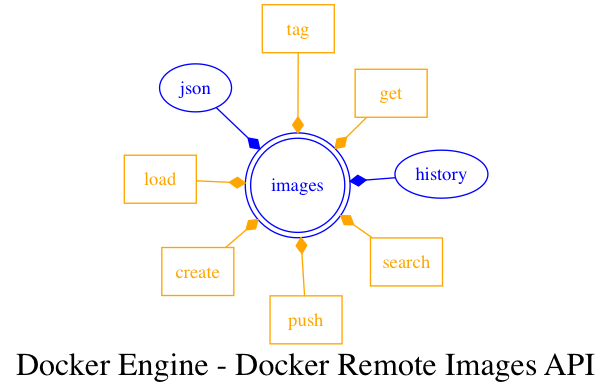 tag
json
get
load
images
history
create
search
push
Docker Engine - Docker Remote Images API